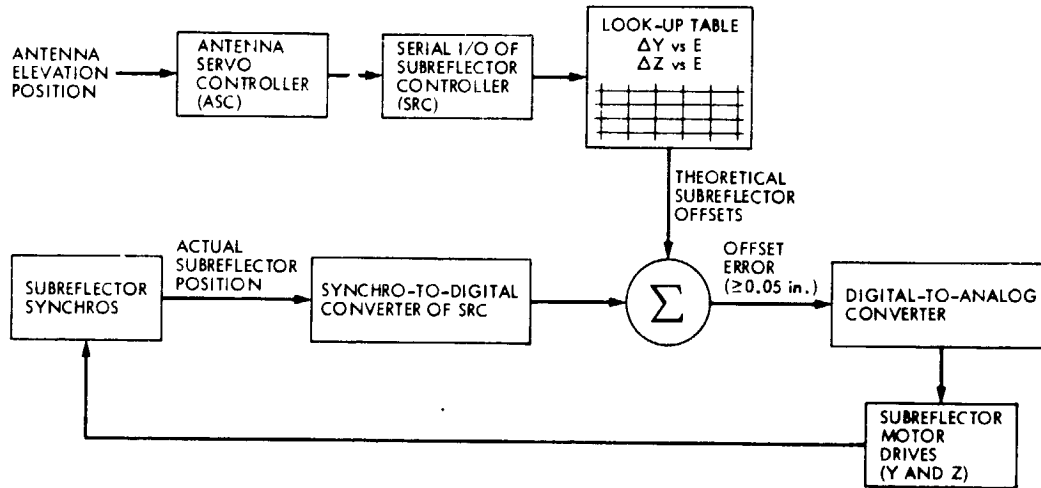 ANTENNA
ELEVATION
POSITION
ANTENNA
SERVO
CONTROLLER
(ASC)
SERIAL I/O OF
SUBREFLECTOR
CONTROLLER
(SRC)
LOOK-UP TABLE
ΔY vs E
ΔZ vs E
THEORETICAL
SUBREFLECTOR
OFFSETS
SUBREFLECTOR
SYNCHROS
ACTUAL
SUBREFLECTOR
POSITION
SYNCHRO-TO-DIGITAL
CONVERTER OF SRC
Σ
OFFSET
ERROR
(≥0.05 in.)
DIGITAL-TO-ANALOG
CONVERTER
SUBREFLECTOR
MOTOR
DRIVES
(Y AND Z)